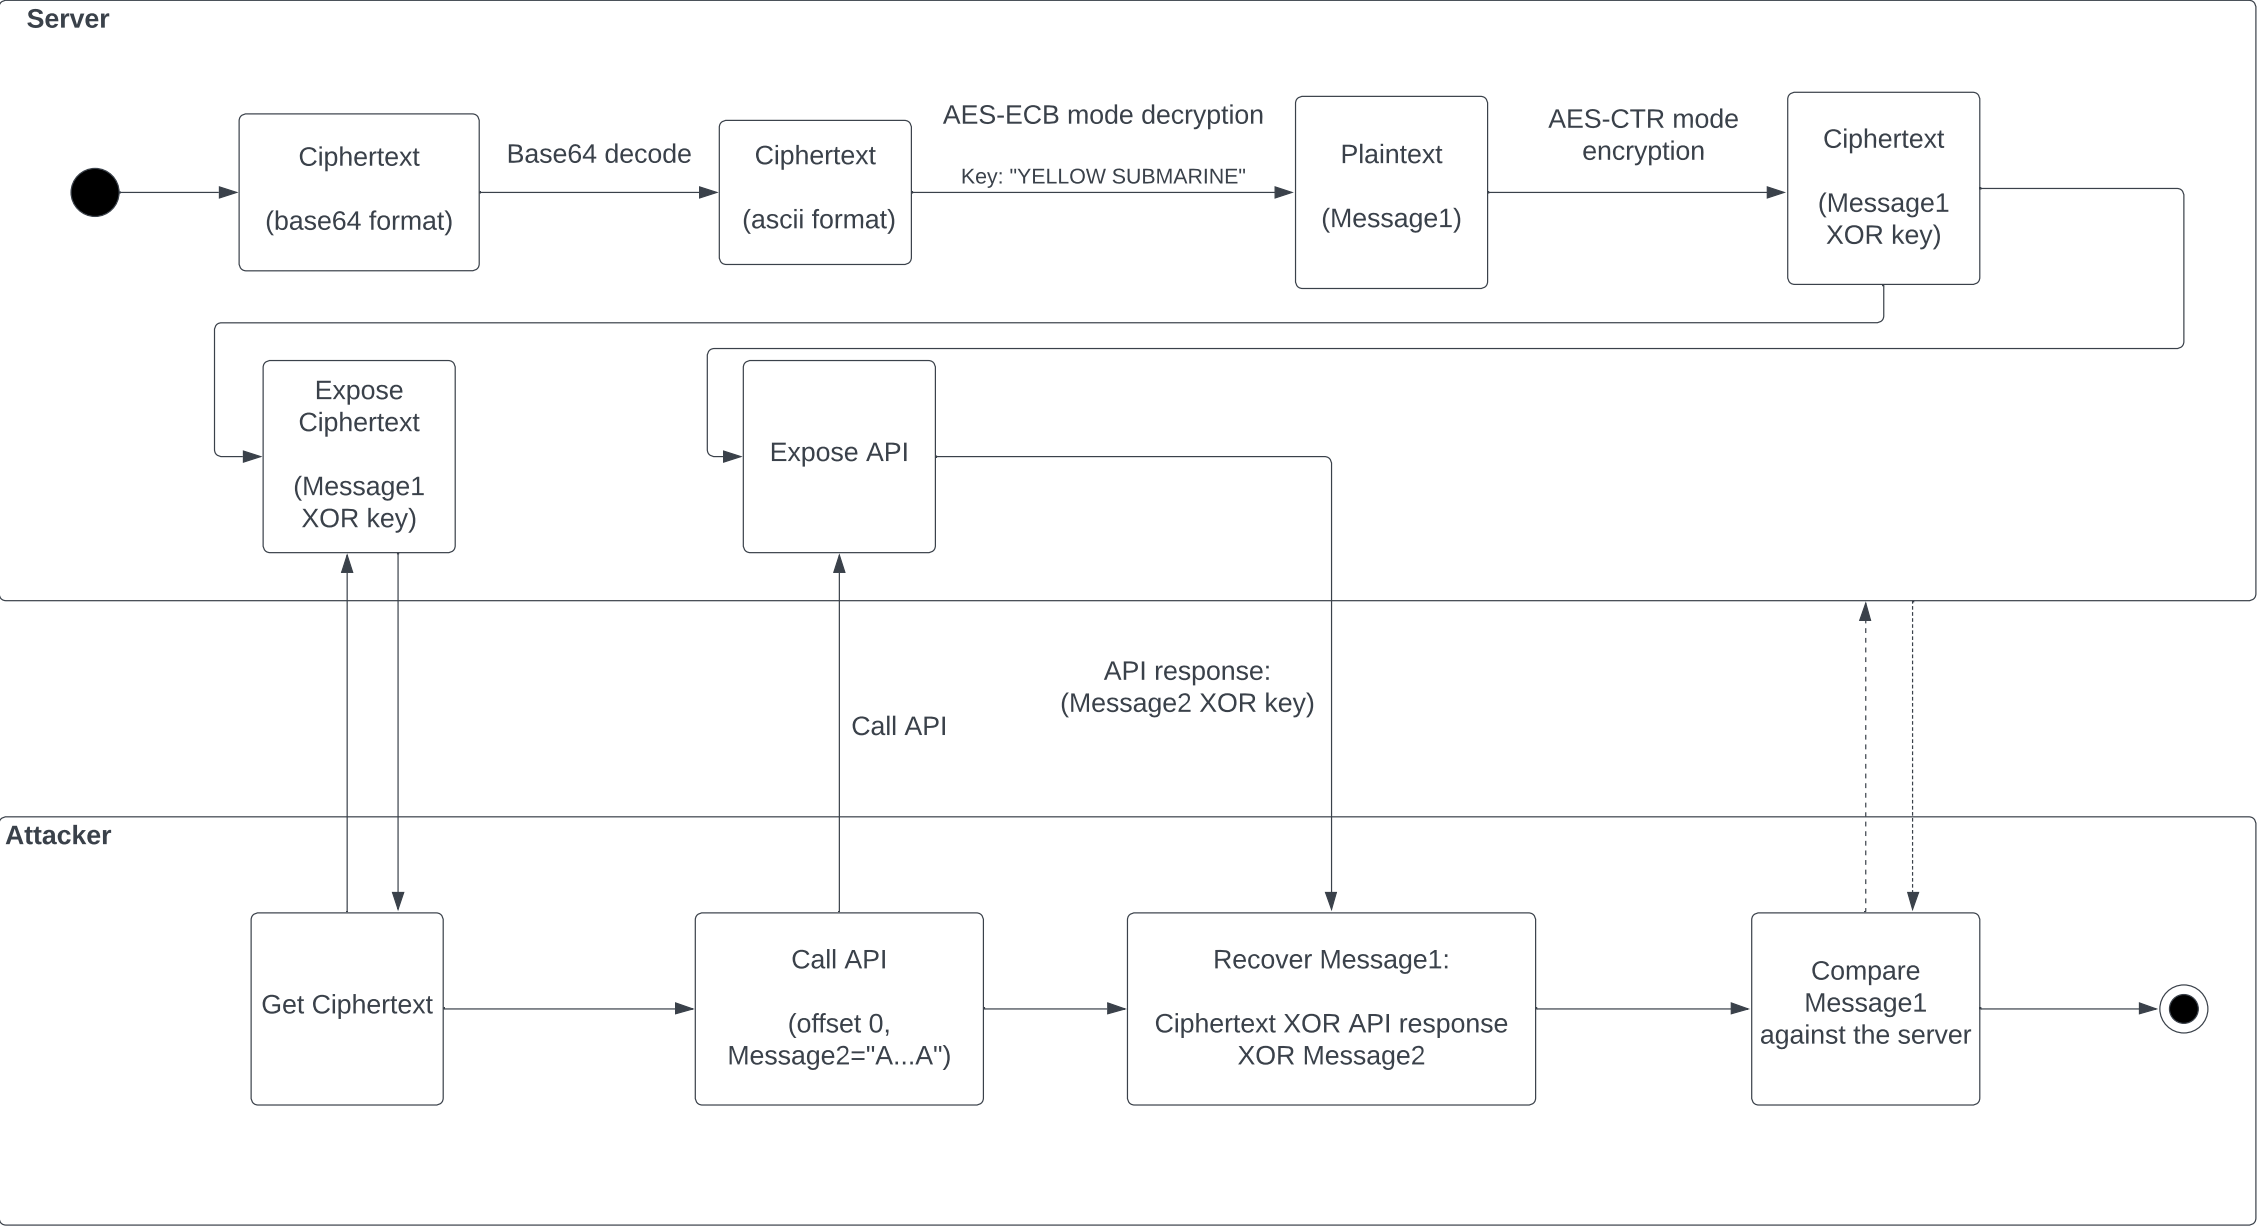 Server
Ciphertext
(base64 format)
Base64 decode
Ciphertext
(ascii format)
AES-ECB mode decryption
Key: "YELLOW SUBMARINE"
Plaintext
(Message1)
AES-CTR mode
encryption
Ciphertext
(Message1
XOR key)
Expose
Ciphertext
(Message1
XOR key)
Expose API
Call API
API response:
(Message2 XOR key)
Attacker
Get Ciphertext
Call API
(offset 0,
Message2="A...A")
Recover Message1:
Ciphertext XOR API response
XOR Message2
Compare
Message1
against the server